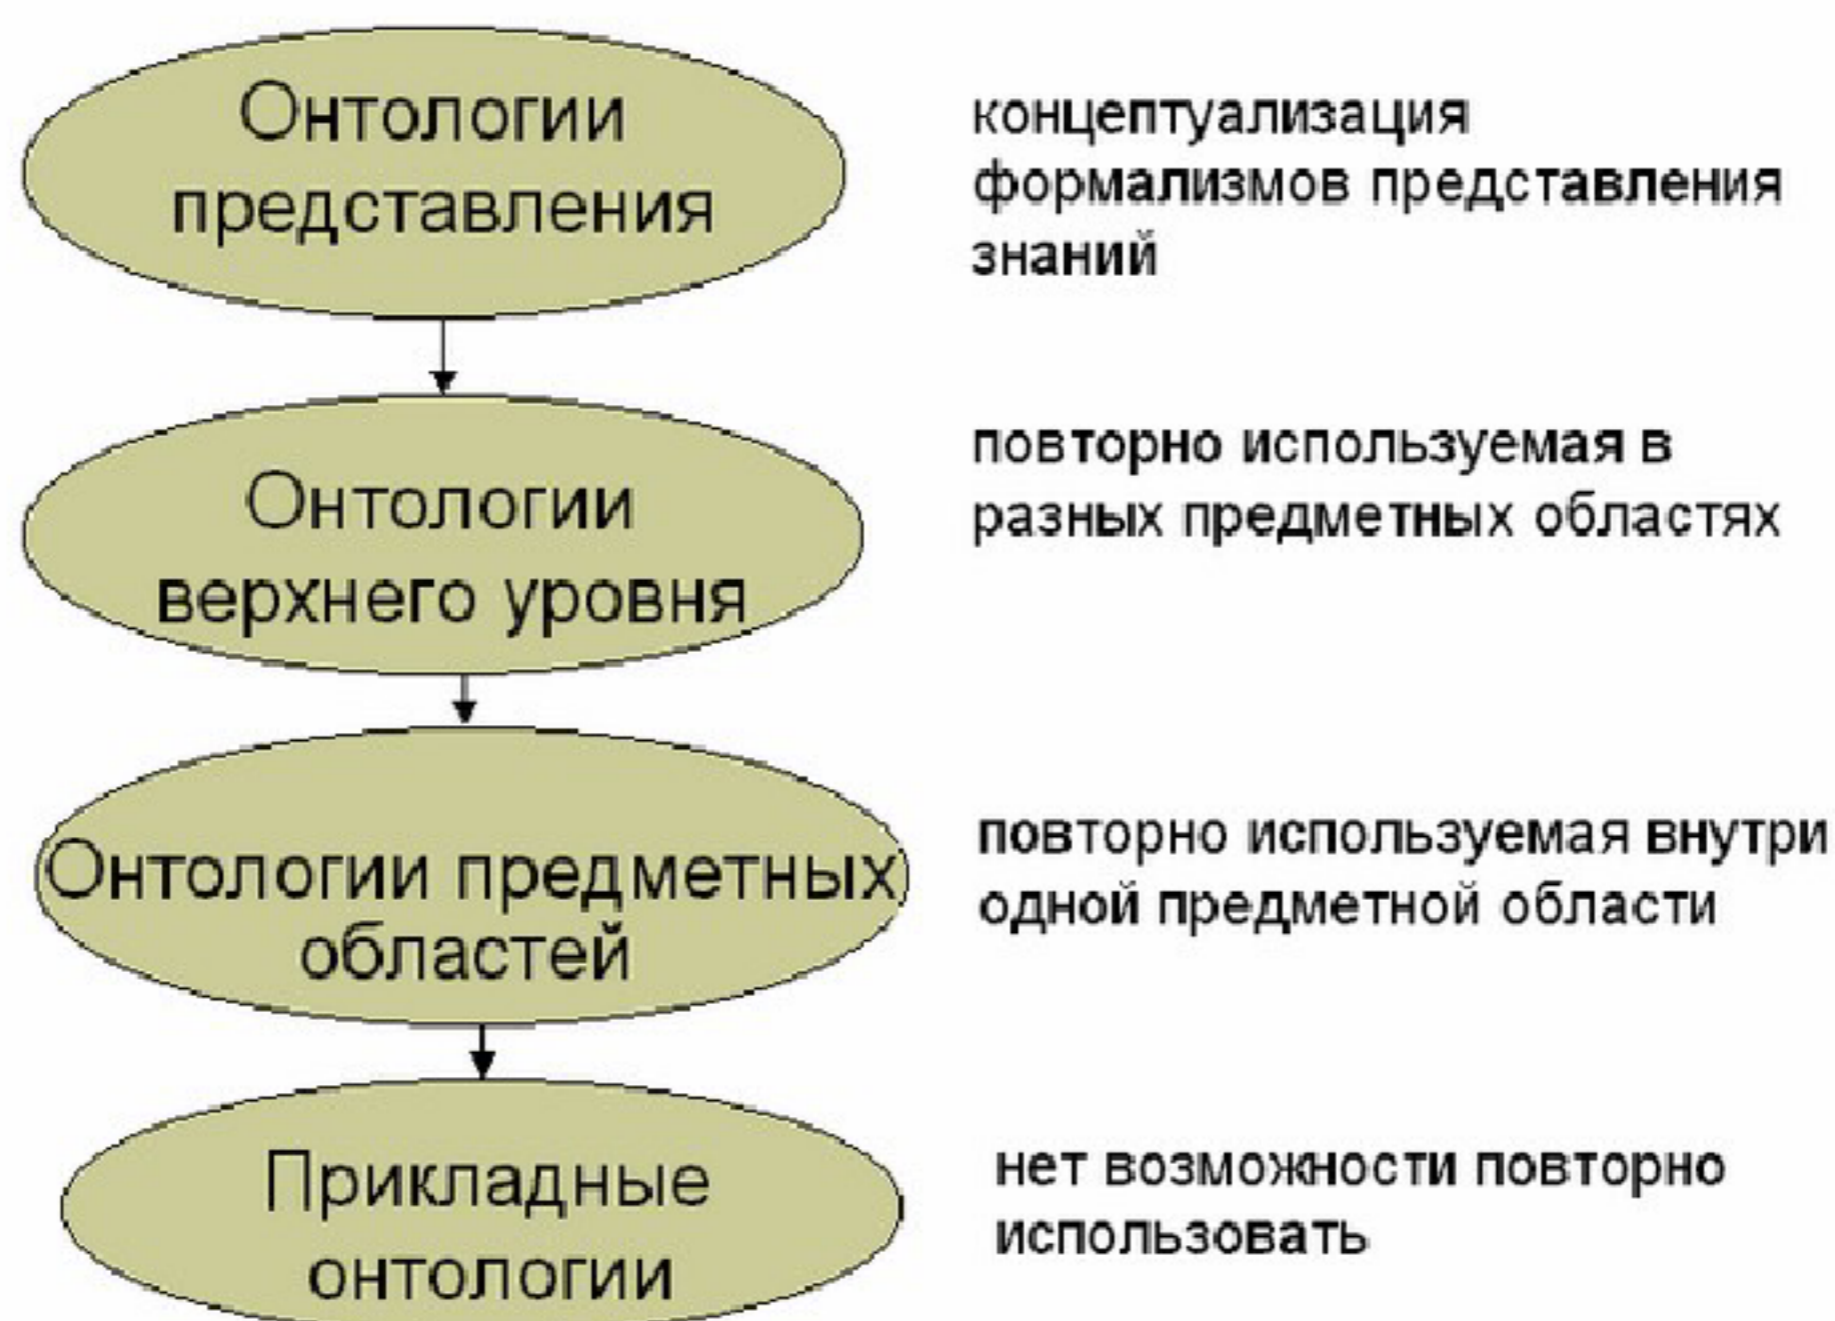 Онтологии
представления
концептуализация
формализмов представления
знаний
Онтологии
верхнего уровня
повторно используемая в
разных предметных областях
Онтологии предметных
областей
повторно используемая внутри
одной предметной области
Прикладные
онтологии
нет возможности повторно
использовать